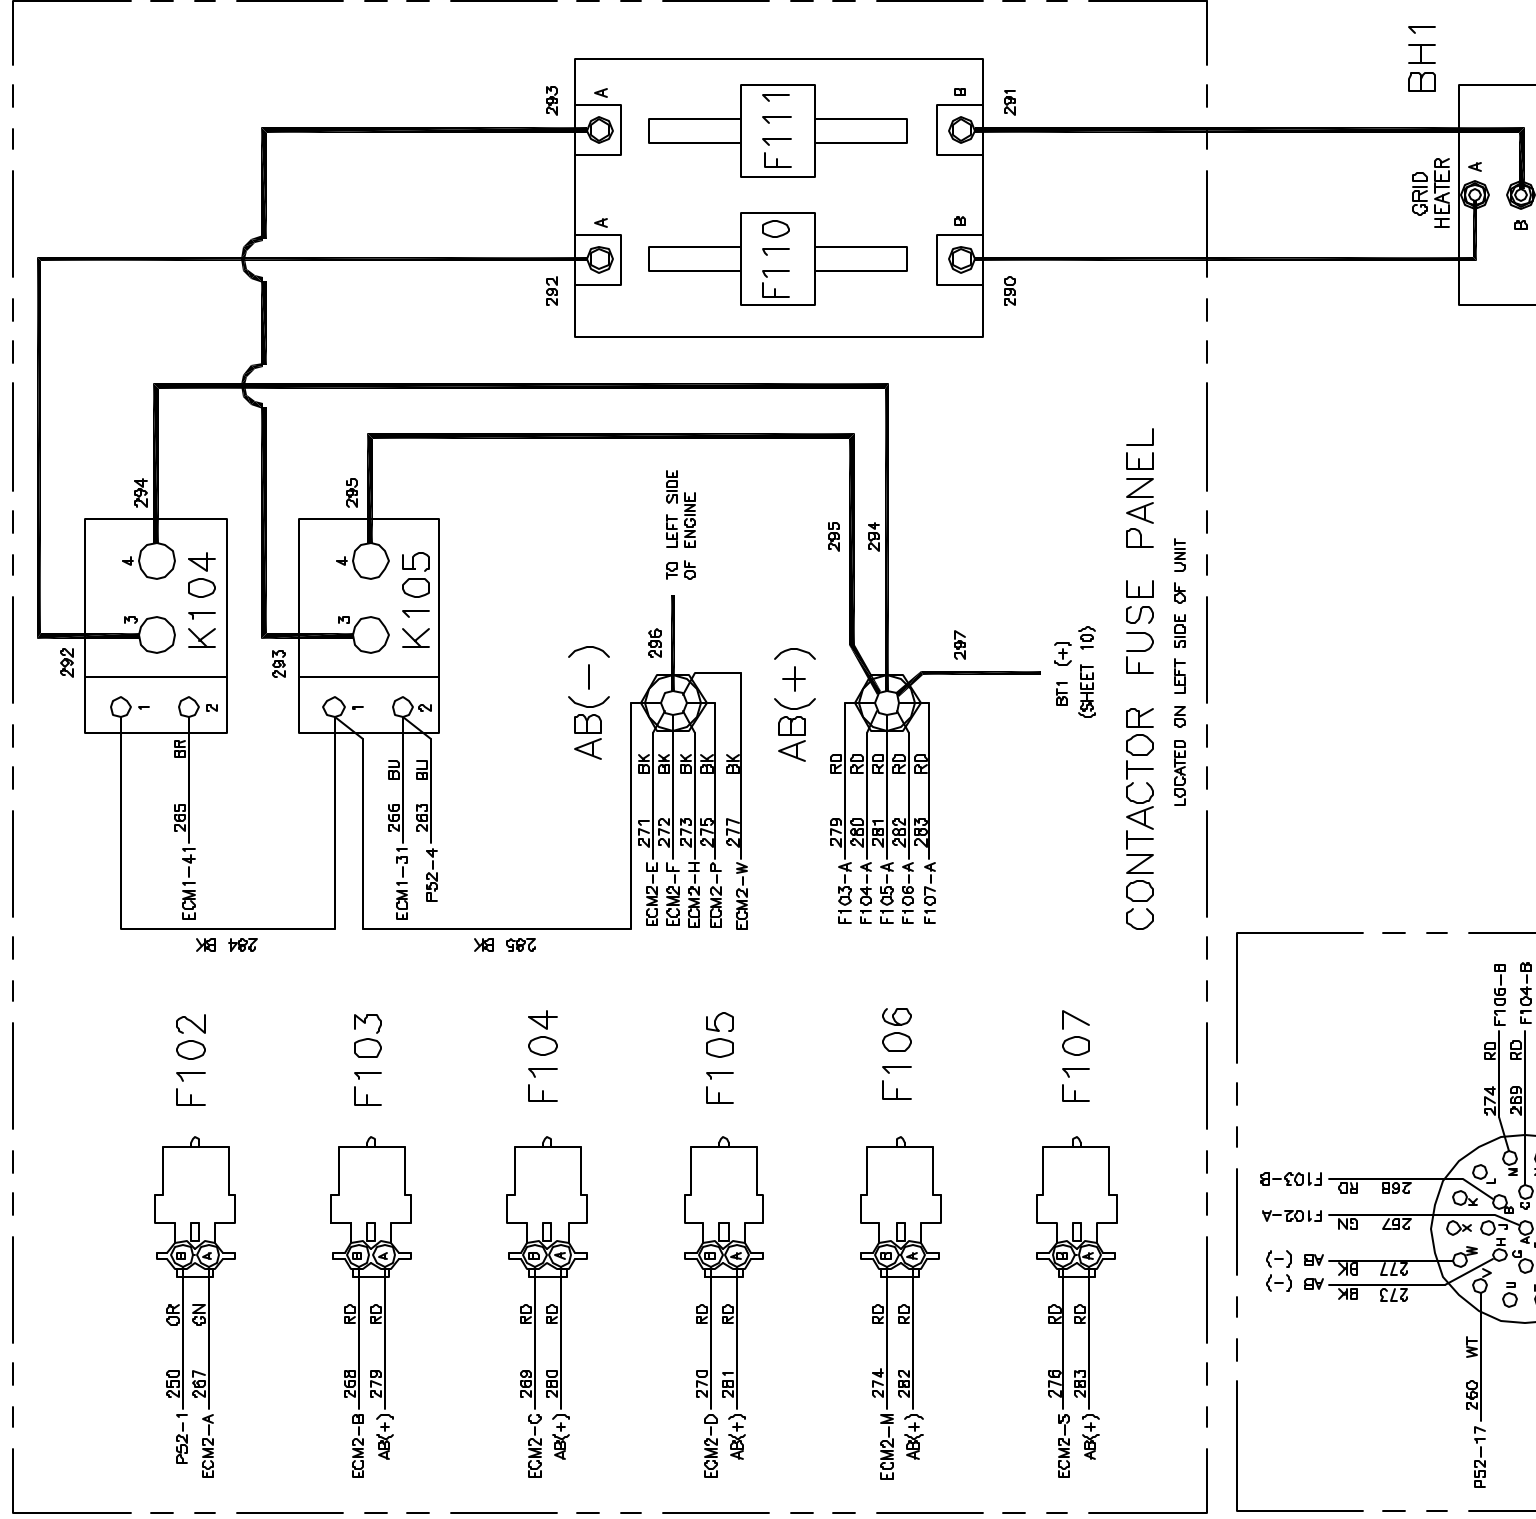 BH1
GRID
HEATER
A
B
293
A
F111
B
291
292
A
F110
B
290
294
4
3
K104
292
1
2
295
4
3
K105
293
1
2
BR
265
ECM1-41
BU
266
ECM1-31
BU
263
P52-4
284 BK
285 BK
TO LEFT SIDE
OF ENGINE
296
AB(-)
BK
271
ECM2-E
BK
272
ECM2-F
BK
273
ECM2-H
BK
275
ECM2-P
BK
277
ECM2-W
295
294
297
AB(+)
BT1 (+)
(SHEET 10)
RD
279
F103-A
RD
280
F104-A
RD
281
F105-A
RD
282
F106-A
RD
283
F107-A
CONTACTOR FUSE PANEL
LOCATED ON LEFT SIDE OF UNIT
F102
B
A
OR
250
P52-1
GN
267
ECM2-A
F103
B
A
RD
268
ECM2-B
RD
279
AB(+)
F104
B
A
RD
269
ECM2-C
RD
280
AB(+)
F105
B
A
RD
270
ECM2-D
RD
281
AB(+)
F106
B
A
RD
274
ECM2-M
RD
282
AB(+)
F107
B
A
RD
276
ECM2-S
RD
283
AB(+)
F106-B
RD
274
F104-B
RD
269
F103-B
RD 268
F102-A
GN 267
AB (-)
BK 277
AB (-)
BK 273
N
L
K
B
C
X
J
A
H
W
G
V
U
WT
260
P52-17